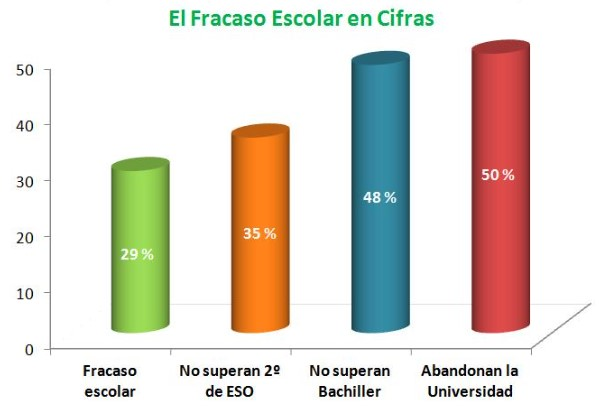 El Fracaso Escolar en Cifras
50
40
30
20
10
0
29 %
35 %
48 %
50 %
Fracaso
escolar
No superan 2º
de ESO
No superan
Bachiller
Abandonan la
Universidad